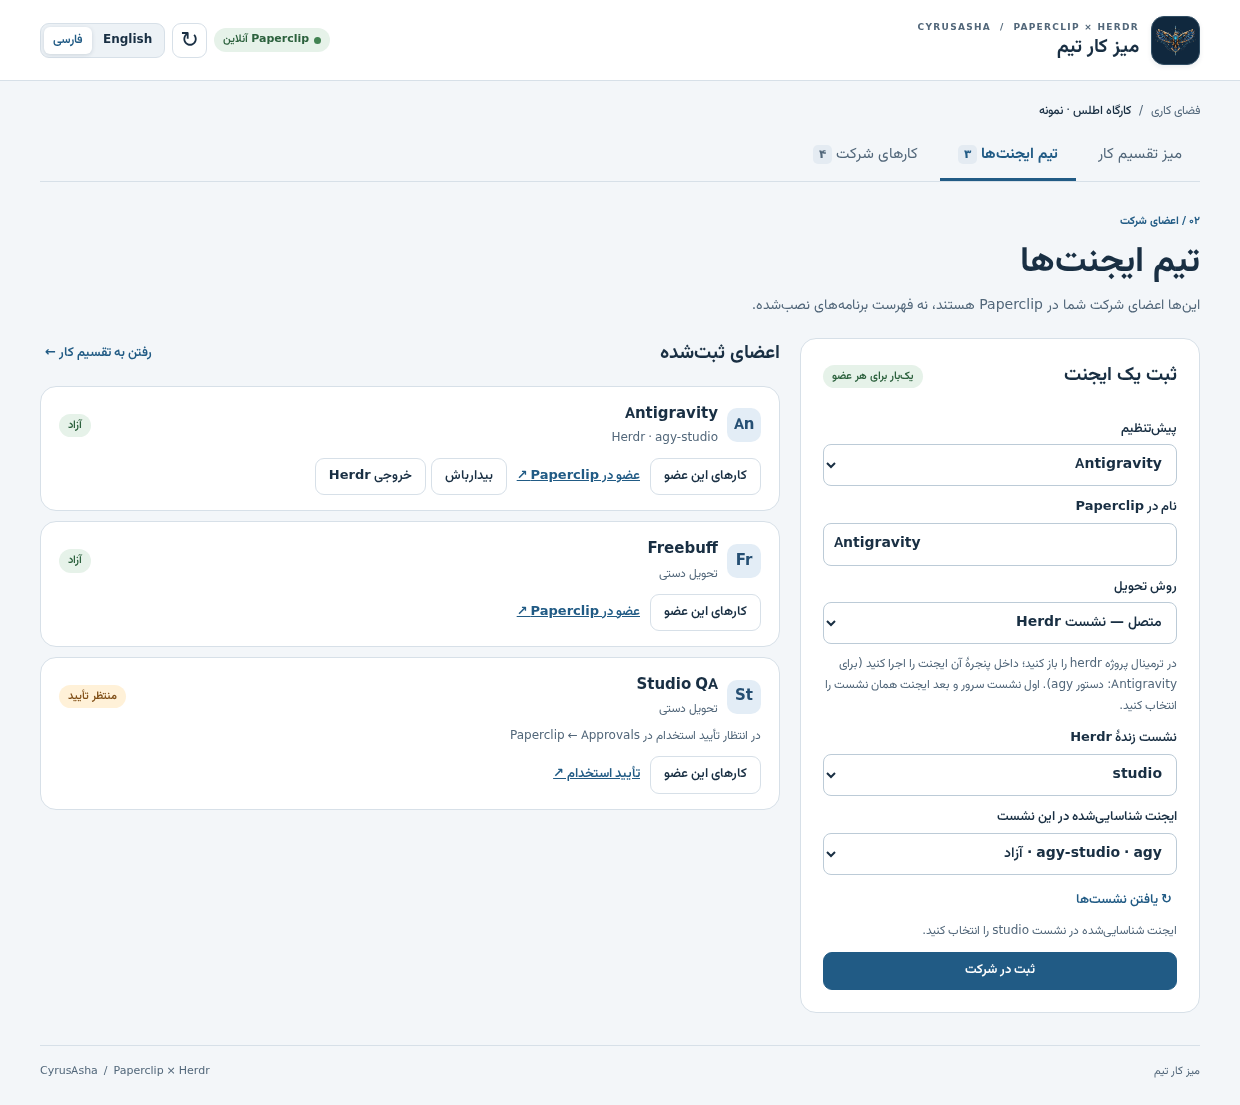 CYRUSASHA / PAPERCLIP × HERDR
میز کار تیم
Paperclip آنلاین
↻
English
فارسی
فضای کاری / کارگاه اطلس · نمونه
میز تقسیم کار
تیم ایجنت‌ها ۳
کارهای شرکت ۴
۰۲ / اعضای شرکت
تیم ایجنت‌ها
این‌ها اعضای شرکت شما در Paperclip هستند، نه فهرست برنامه‌های نصب‌شده.
ثبت یک ایجنت
یک‌بار برای هر عضو
پیش‌تنظیم
Antigravity
نام در Paperclip
Antigravity
روش تحویل
متصل — نشست Herdr
در ترمینال پروژه herdr را باز کنید؛ داخل پنجرهٔ آن ایجنت را اجرا کنید (برای
Antigravity: دستور agy). اول نشست سرور و بعد ایجنت همان نشست را
انتخاب کنید.
نشست زندهٔ Herdr
studio
ایجنت شناسایی‌شده در این نشست
agy-studio · agy · آزاد
↻ یافتن نشست‌ها
ایجنت شناسایی‌شده در نشست studio را انتخاب کنید.
ثبت در شرکت
اعضای ثبت‌شده
رفتن به تقسیم کار ←
An
Antigravity
Herdr · agy-studio
آزاد
کارهای این عضو
عضو در Paperclip ↗
بیدارباش
خروجی Herdr
Fr
Freebuff
تحویل دستی
آزاد
کارهای این عضو
عضو در Paperclip ↗
St
Studio QA
تحویل دستی
منتظر تأیید
در انتظار تأیید استخدام در Paperclip ← Approvals
کارهای این عضو
تأیید استخدام ↗
میز کار تیم
CyrusAsha / Paperclip × Herdr